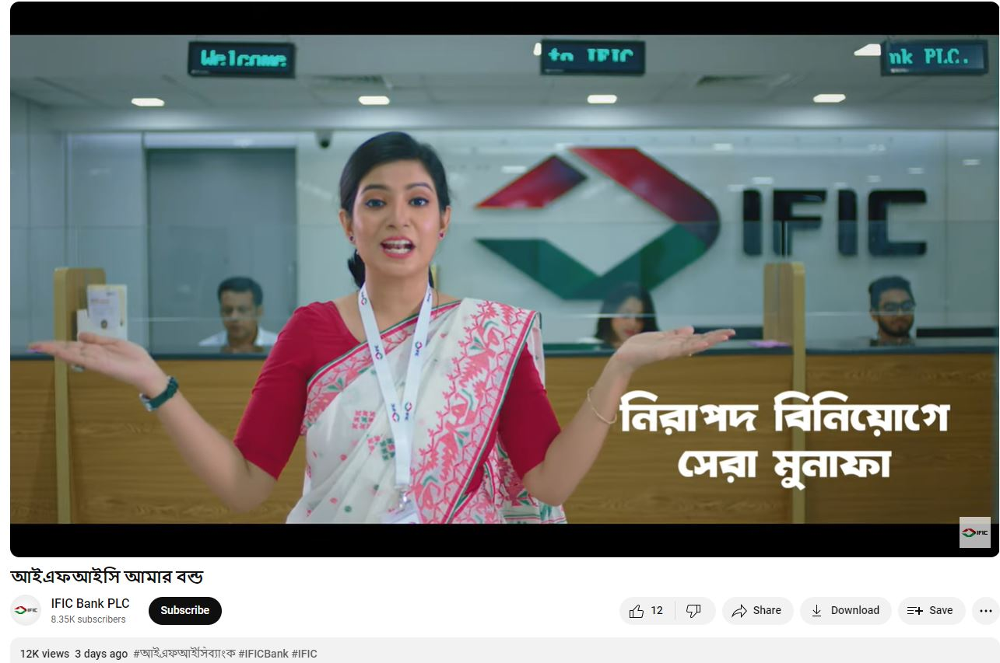 Welcome
to IFIC
nk PLC.
IFIC
নিরাপদ বিনিয়োগে
সেরা মুনাফা
IFIC
আইএফআইসি আমার বন্ড
IFIC
IFIC Bank PLC
8.35K subscribers
Subscribe
12
Share
Download
Save
12K views 3 days ago #আইএফআইসিব্যাংক #IFICBank #IFIC